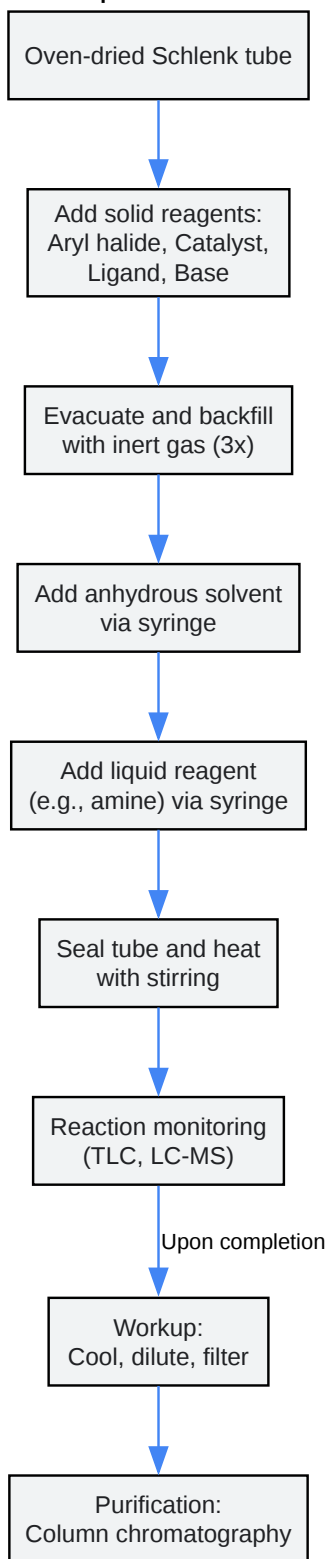 Oven-dried Schlenk tube
Add solid reagents:
Aryl halide, Catalyst,
Ligand, Base
Evacuate and backfill
with inert gas (3x)
Add anhydrous solvent
via syringe
Add liquid reagent
(e.g., amine) via syringe
Seal tube and heat
with stirring
Reaction monitoring
(TLC, LC-MS)
Upon completion
Workup:
Cool, dilute, filter
Purification:
Column chromatography